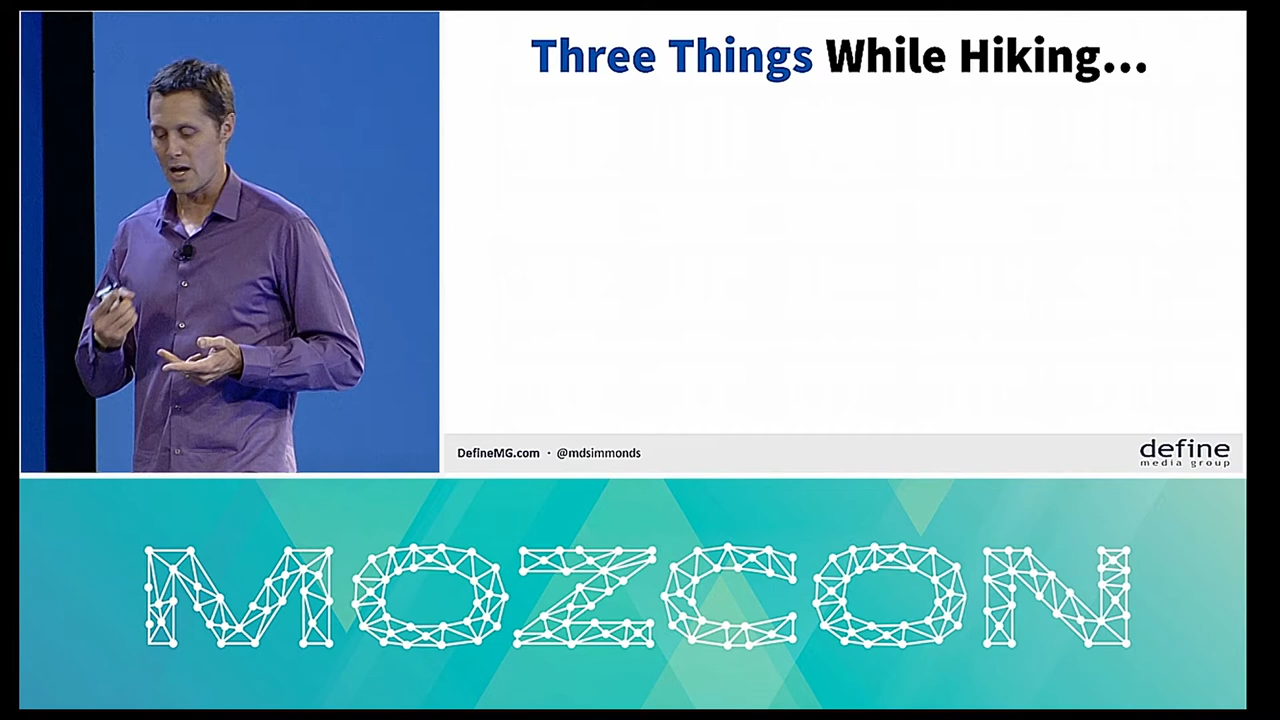 Three Things While Hiking...
DefineMG.com · @mdsimmonds
define
media group
MOZCON